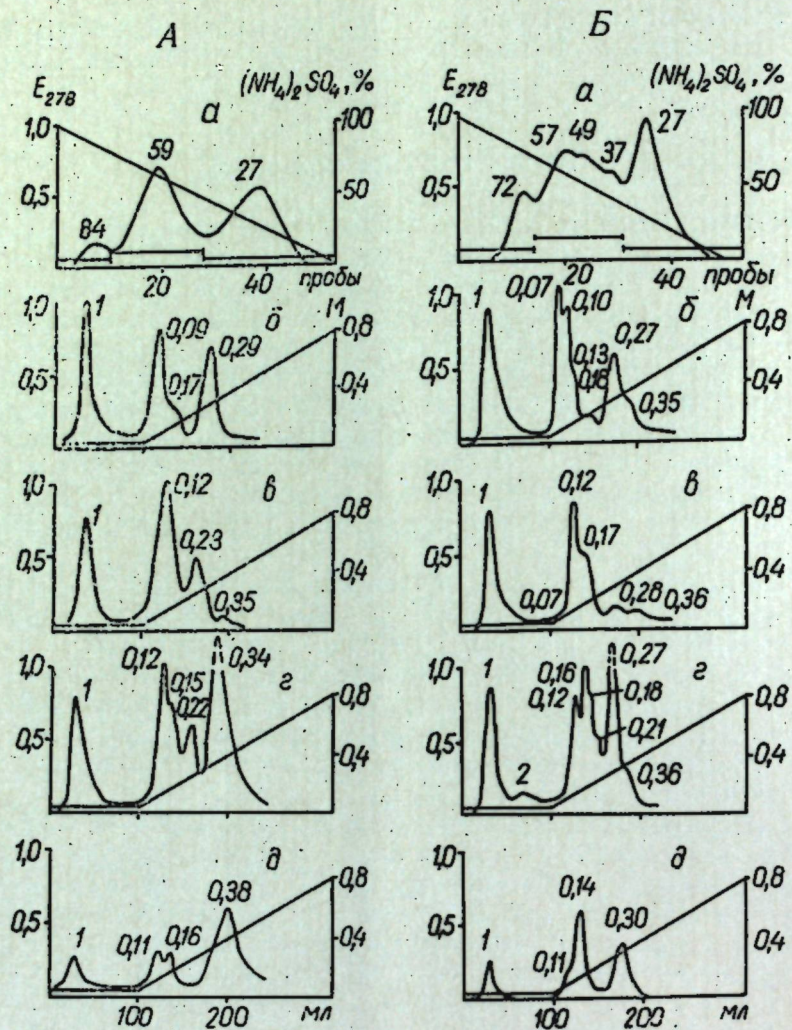 А Б
E278 (NH4)2SO4,%
а
1,0 100
59
27
0,5 50
84
20 40 пробы
E278 (NH4)2SO4,%
а
1,0 100
57 49 37 27
72
0,5 50
20 40 пробы
1,0 1 б М
0,09 0,29 0,8
0,5 0,17 0,4
1,0 1 0,07 0,10 б М
0,27 0,8
0,13
0,5 0,18 0,35 0,4
1,0 1 0,12 в
0,8
0,23
0,5 0,35 0,4
1,0 1 0,12 в
0,17 0,8
0,5 0,4
0,07 0,28 0,36
1,0 1 0,12 0,34 г
0,15 0,8
0,22
0,5 0,4
1,0 1 0,16 0,27 г
0,12 0,18 0,8
0,21
0,5 2 0,36 0,4
1,0 д
0,38 0,8
0,5 1 0,11 0,16 0,4
100 200 мл
1,0 д
0,14 0,8
0,30
0,5 1 0,11 0,4
100 200 мл